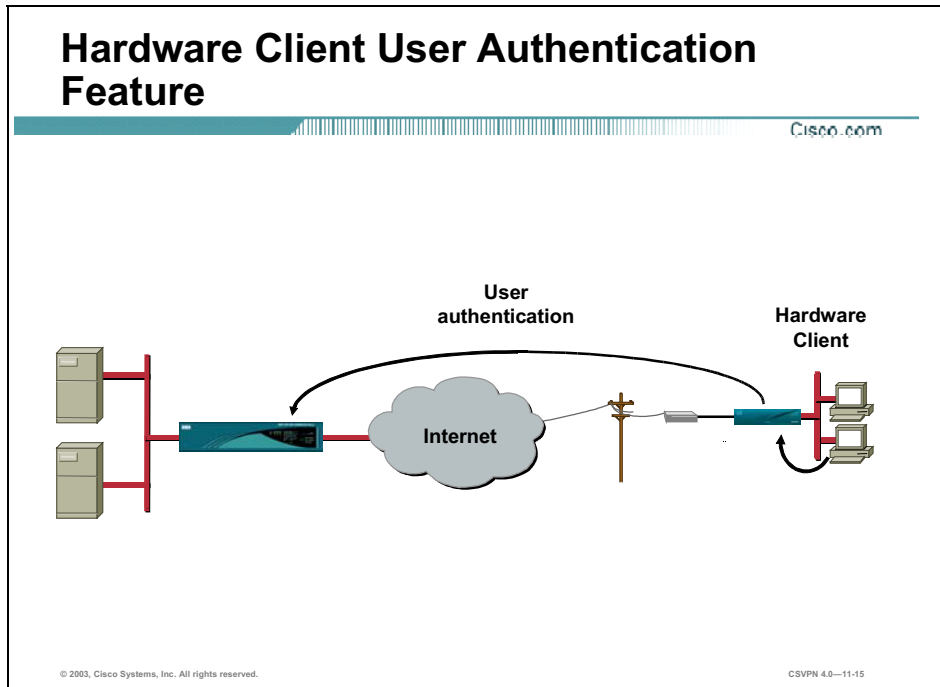 Hardware Client User Authentication
Feature
Cisco.com
User
authentication
Hardware
Client
Internet
© 2003, Cisco Systems, Inc. All rights reserved.
CSVPN 4.0—11-15